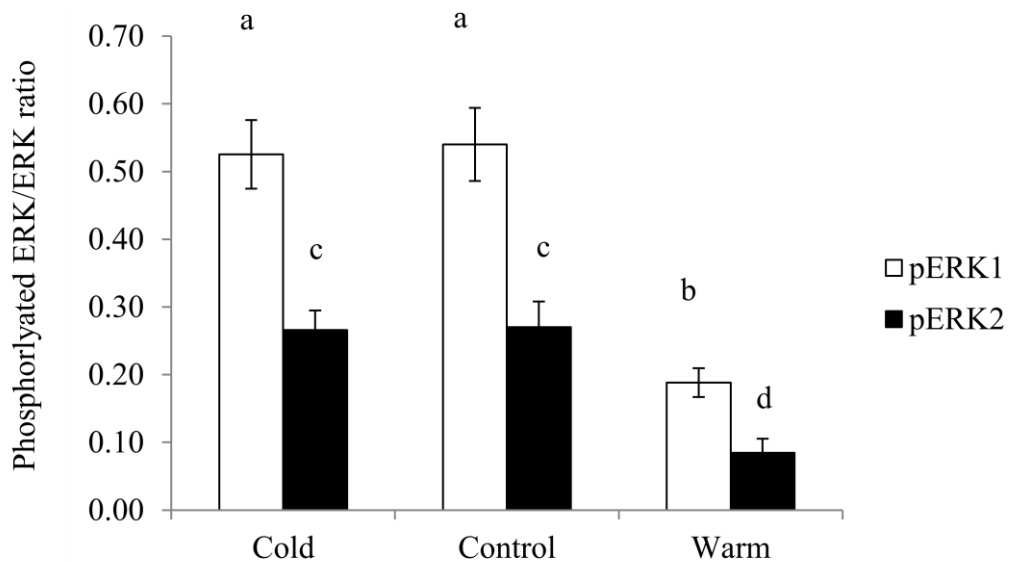 a
a
0.70
0.60
0.50
0.40
0.30
0.20
0.10
0.00
Phosphorlyated ERK/ERK ratio
c
c
b
d
pERK1
pERK2
Cold
Control
Warm